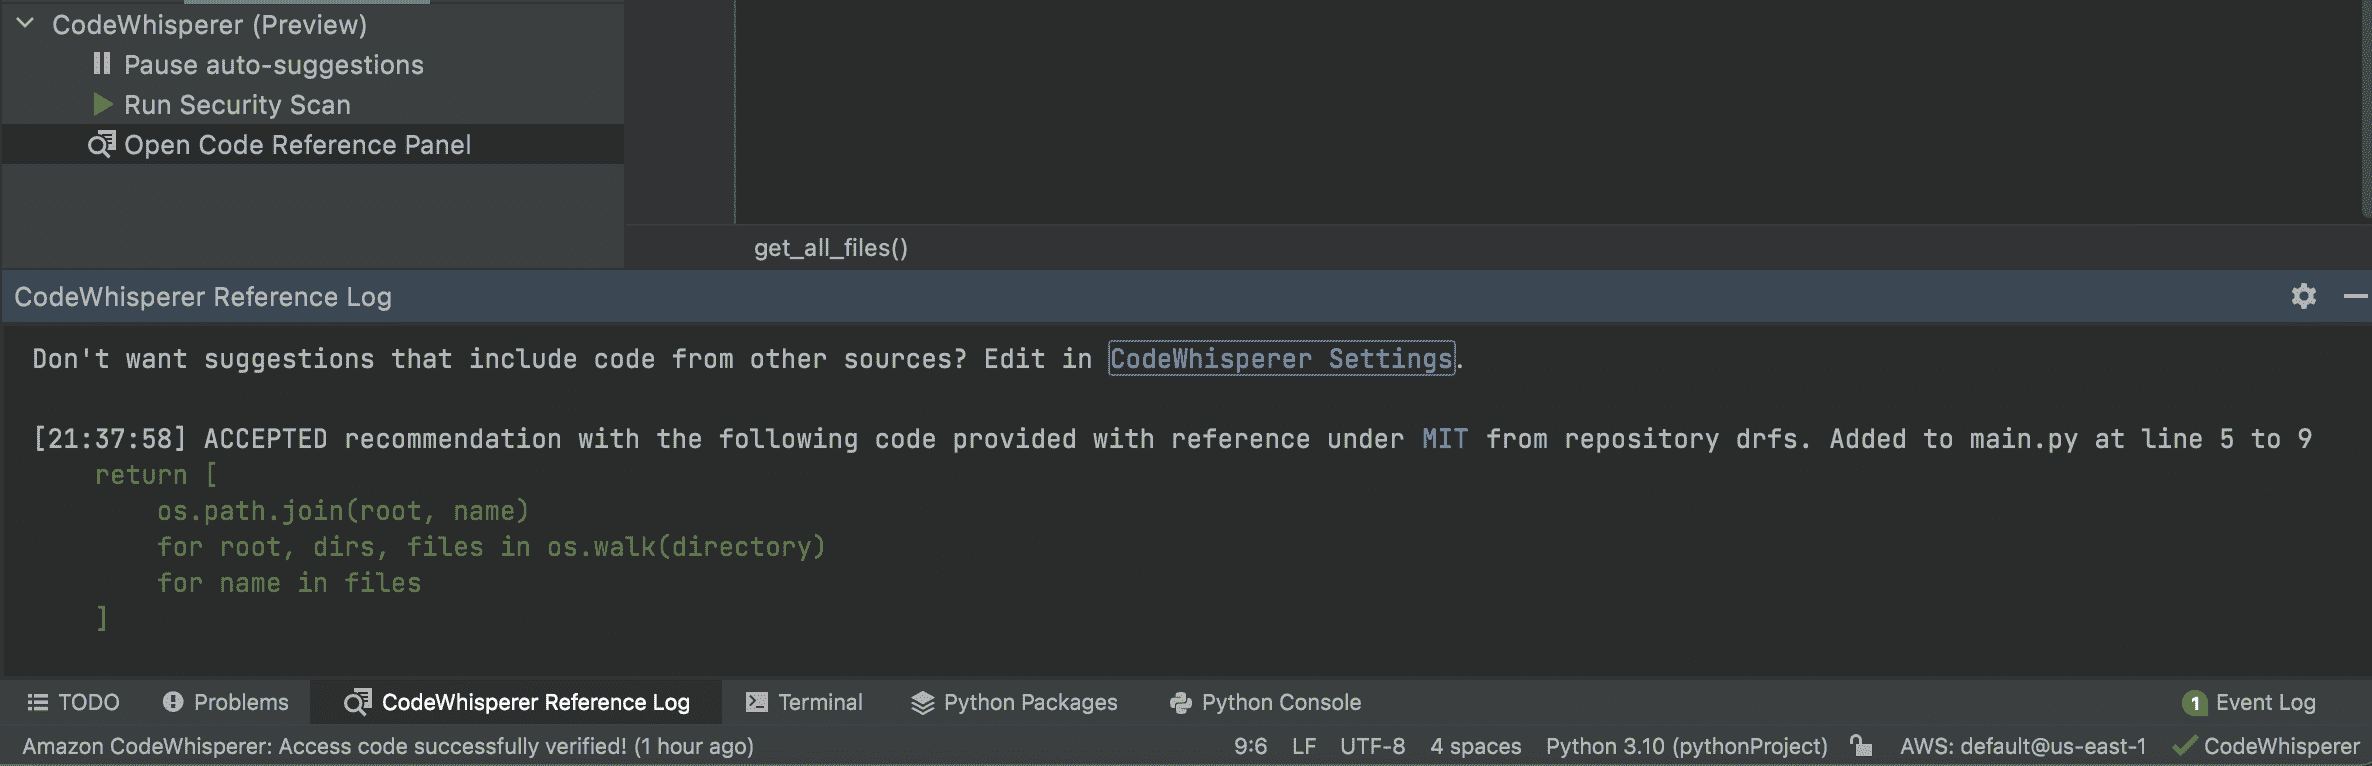 CodeWhisperer (Preview)
Pause auto-suggestions
Run Security Scan
Open Code Reference Panel
get_all_files()
CodeWhisperer Reference Log
Don't want suggestions that include code from other sources? Edit in CodeWhisperer Settings.
[21:37:58] ACCEPTED recommendation with the following code provided with reference under MIT from repository drfs. Added to main.py at line 5 to 9
    return [
        os.path.join(root, name)
        for root, dirs, files in os.walk(directory)
        for name in files
    ]
TODO Problems CodeWhisperer Reference Log Terminal Python Packages Python Console 1 Event Log
Amazon CodeWhisperer: Access code successfully verified! (1 hour ago) 9:6 LF UTF-8 4 spaces Python 3.10 (pythonProject) AWS: default@us-east-1 CodeWhisperer